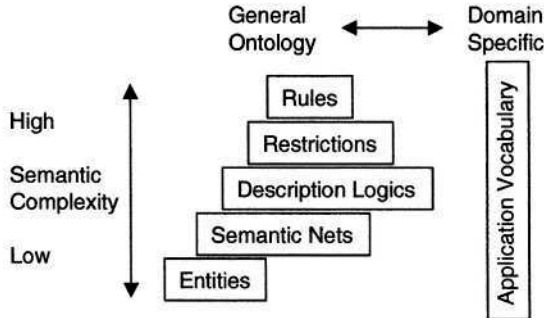 General
Ontology
Domain
Specific
High
Semantic
Complexity
Low
Rules
Restrictions
Description Logics
Semantic Nets
Entities
Application Vocabulary